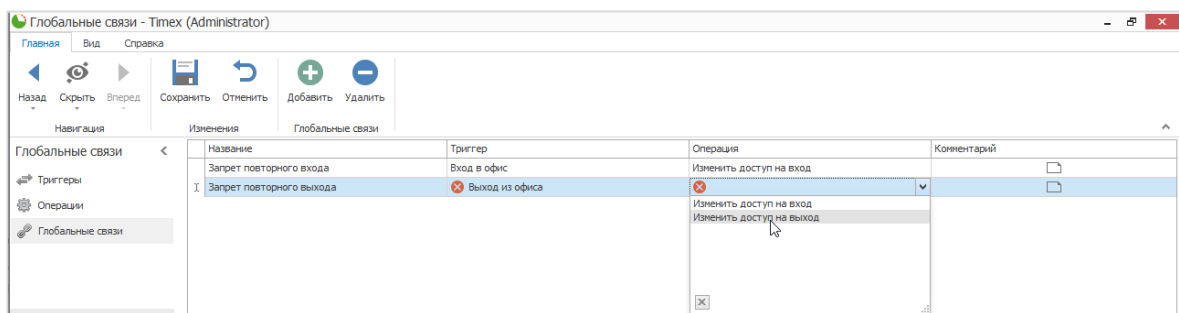 Глобальные связи - Timex (Administrator)
Главная Вид Справка
Назад Скрыть Вперед Сохранить Отменить Добавить Удалить
Навигация Изменения Глобальные связи
Глобальные связи
Название Триггер Операция Комментарий
Запрет повторного входа Вход в офис Изменить доступ на вход
Триггеры
Запрет повторного выхода Выход из офиса
Операции
Изменить доступ на вход
Изменить доступ на выход
Глобальные связи